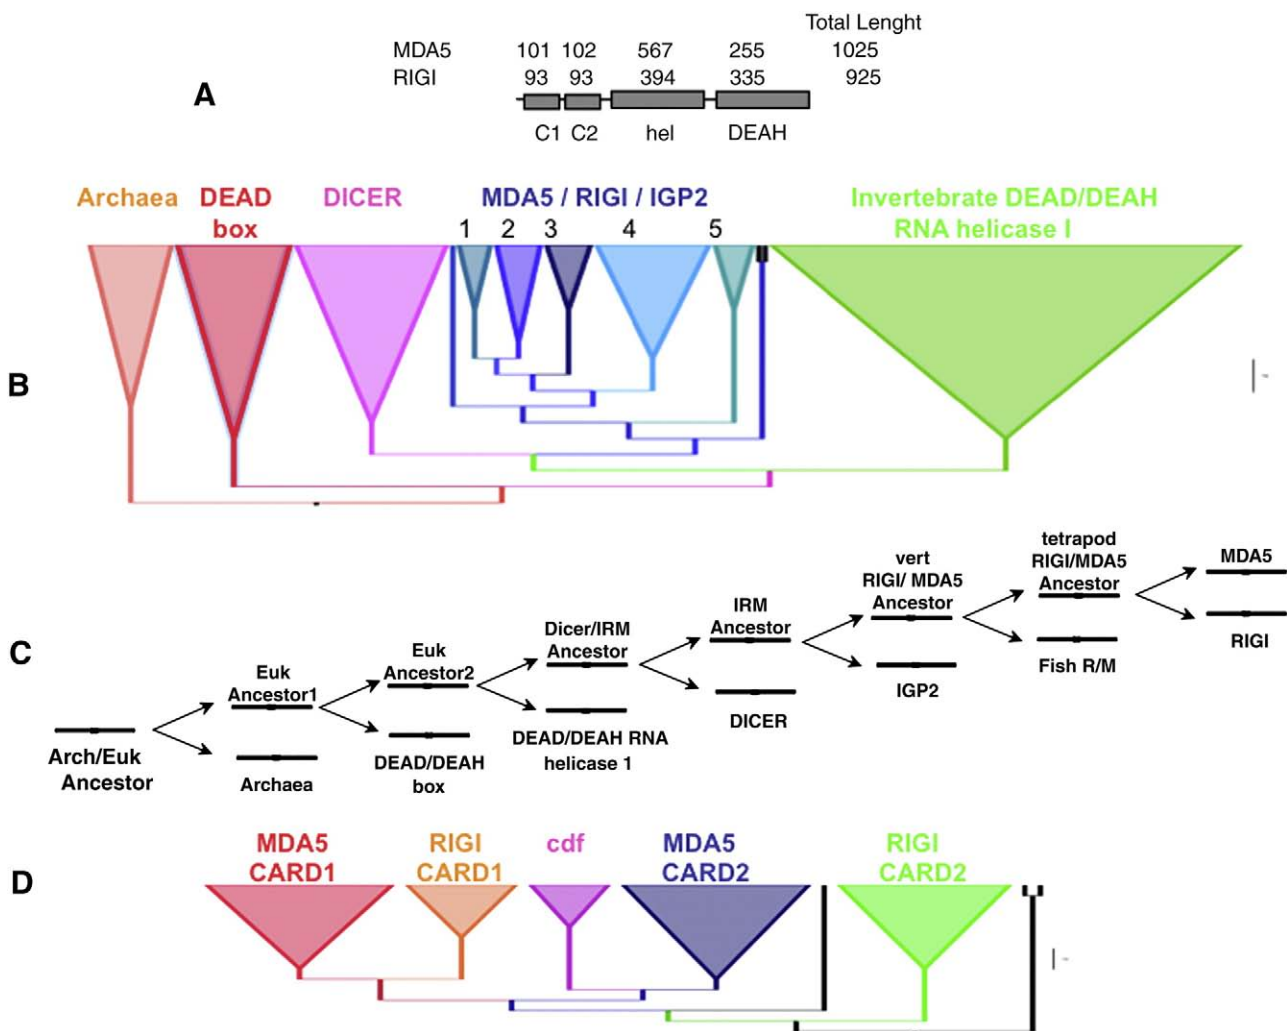 Total Lenght
MDA5 101 102 567 255 1025
RIGI 93 93 394 335 925
A
C1 C2 hel DEAH
Archaea DEAD box DICER MDA5 / RIGI / IGP2 Invertebrate DEAD/DEAH RNA helicase I
1 2 3 4 5
B
C
Arch/Euk
Ancestor
Euk
Ancestor1
Archaea
Euk
Ancestor2
DEAD/DEAH
box
Dicer/IRM
Ancestor
DEAD/DEAH RNA
helicase 1
IRM
Ancestor
DICER
vert
RIGI/ MDA5
Ancestor
IGP2
tetrapod
RIGI/MDA5
Ancestor
Fish R/M
MDA5
RIGI
D
MDA5
CARD1
RIGI
CARD1
cdf
MDA5
CARD2
RIGI
CARD2